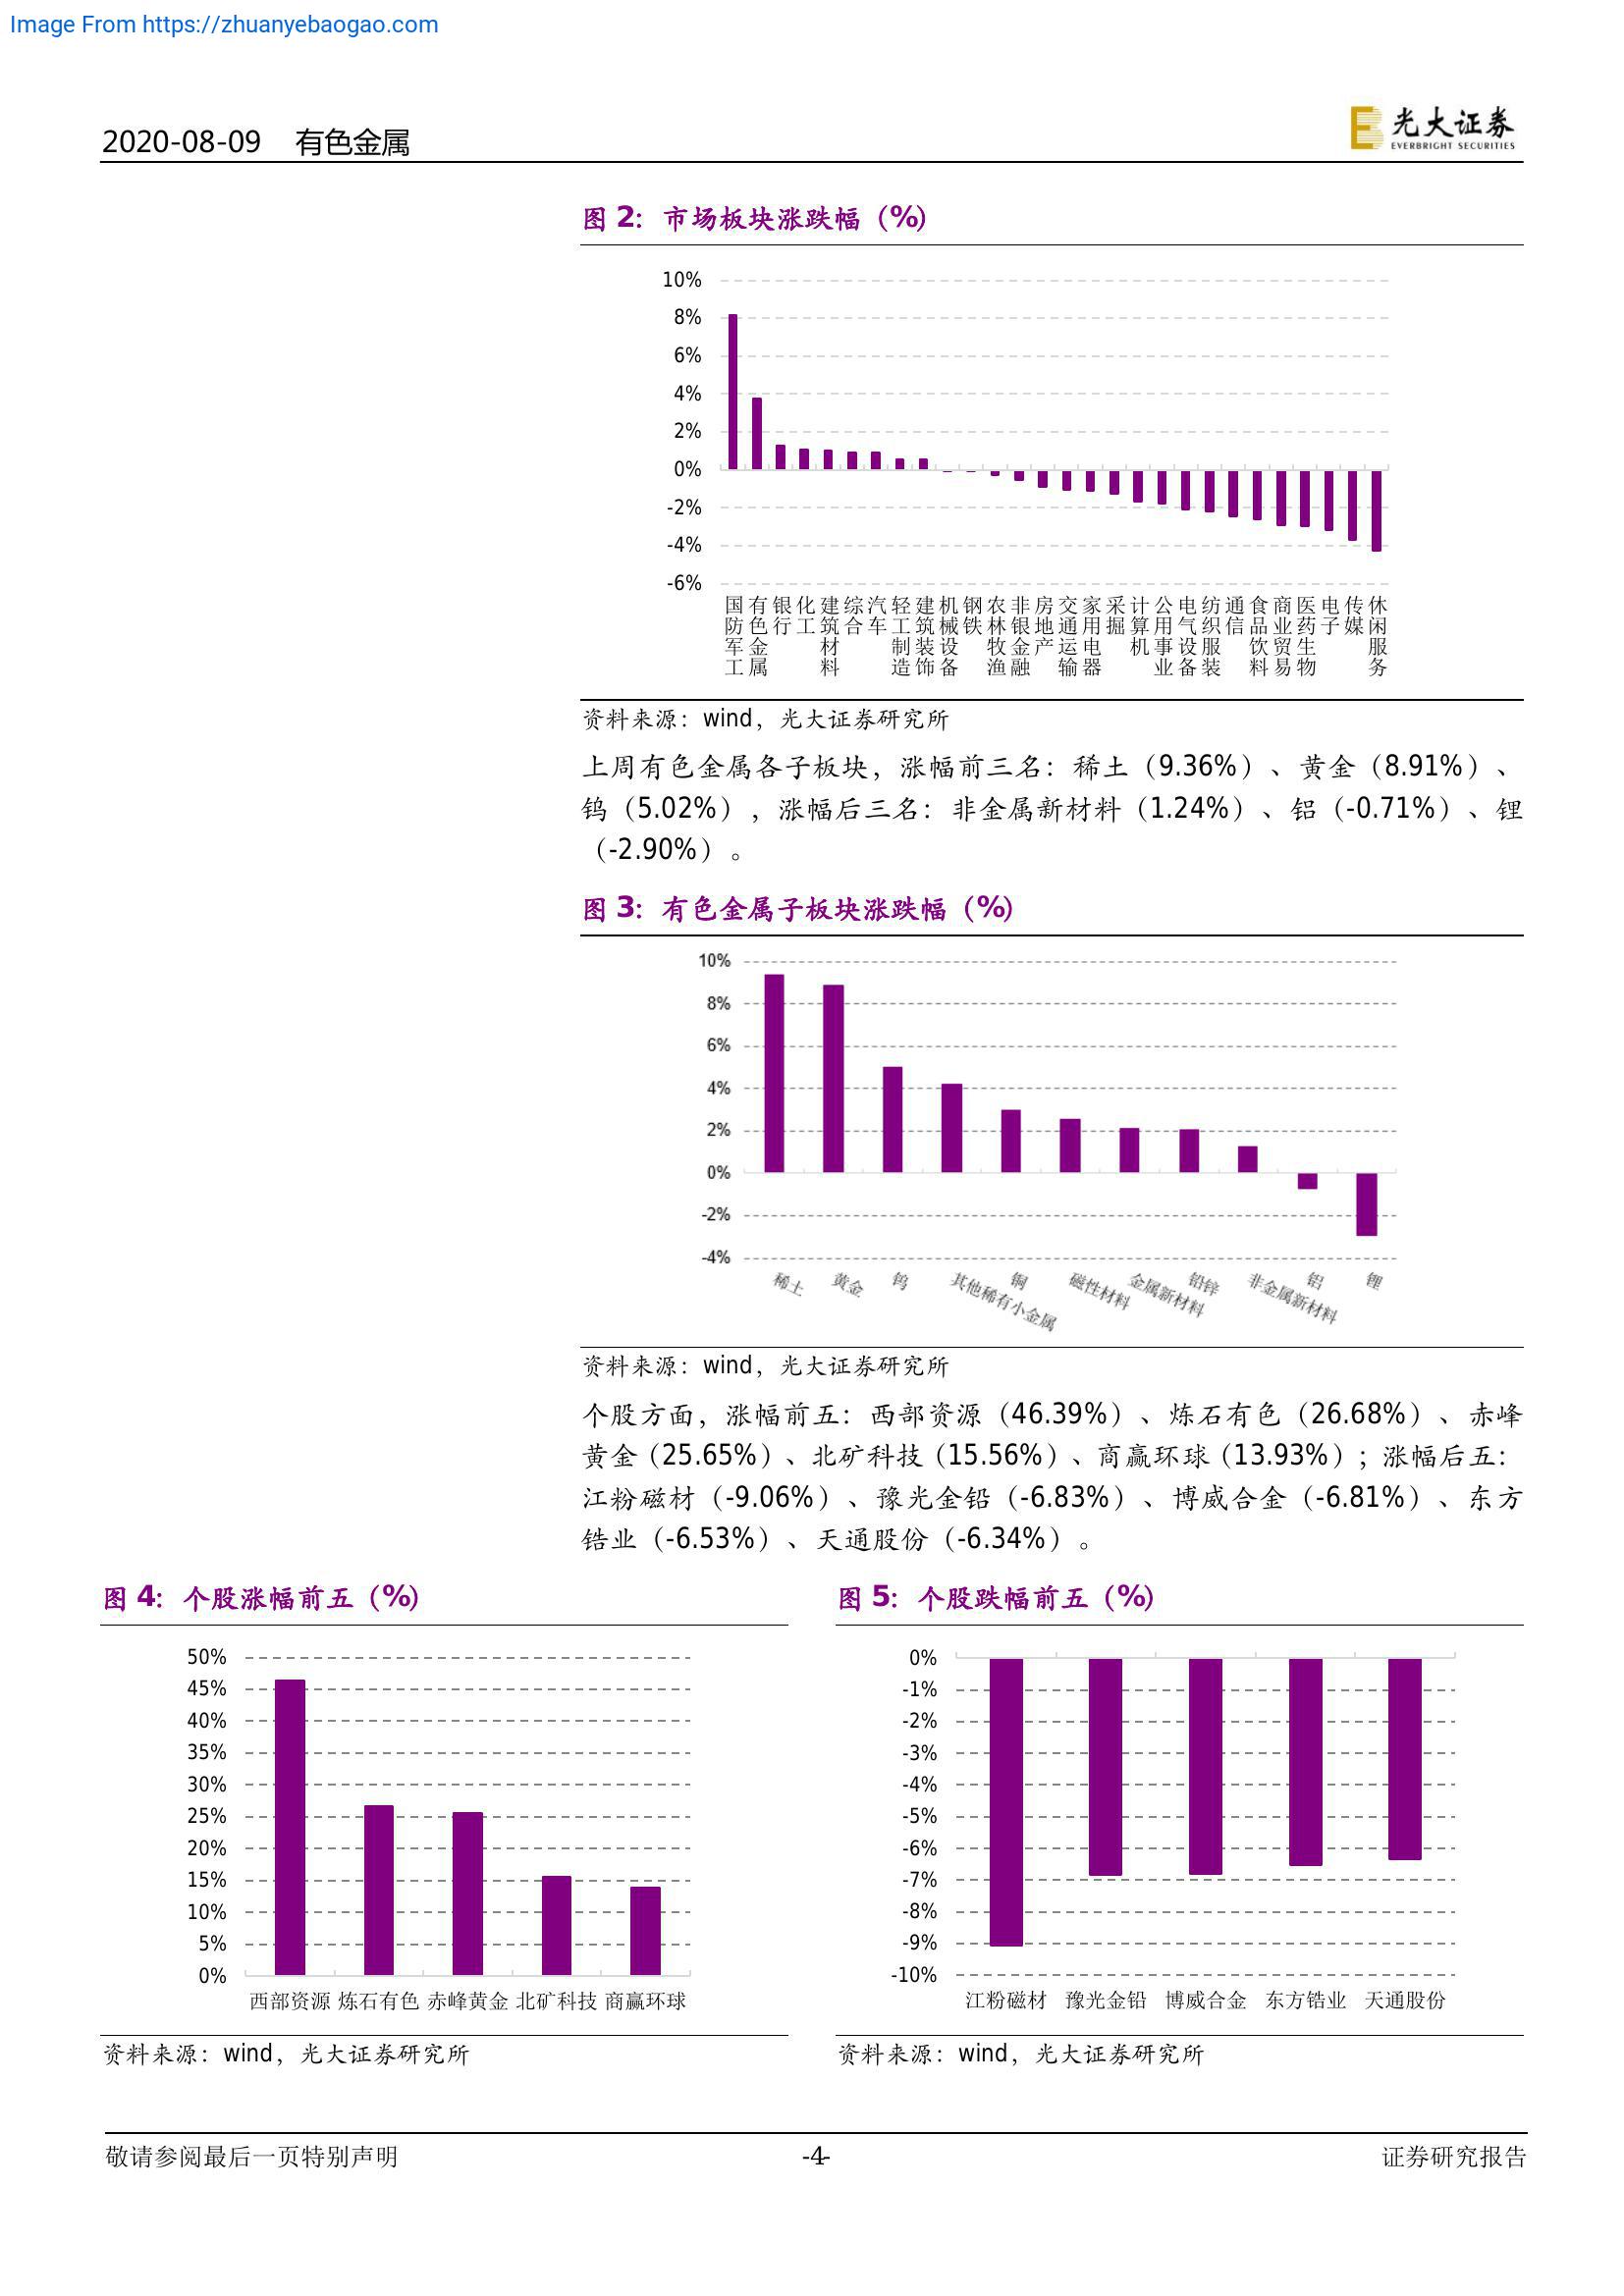 Image From https://zhuanyebaogao.com
2020-08-09 有色金属
光大证券
EVERBRIGHT SECURITIES
图 2：市场板块涨跌幅（%）
10%
8%
6%
4%
2%
0%
-2%
-4%
-6%
国防军工 有色金属 银行 化工 建筑材料 综合 汽车 轻工制造 建筑装饰 机械设备 钢铁 农林牧渔 非银金融 房地产 交通运输 家用电器 采掘 计算机 公用事业 电气设备 纺织服装 通信 食品饮料 商业贸易 医药生物 电子 传媒 休闲服务
资料来源：wind，光大证券研究所
上周有色金属各子板块，涨幅前三名：稀土（9.36%）、黄金（8.91%）、
钨（5.02%），涨幅后三名：非金属新材料（1.24%）、铝（-0.71%）、锂
（-2.90%）。
图 3：有色金属子板块涨跌幅（%）
10%
8%
6%
4%
2%
0%
-2%
-4%
稀土 黄金 钨 其他稀有小金属 铜 磁性材料 金属新材料 铅锌 非金属新材料 铝 锂
资料来源：wind，光大证券研究所
个股方面，涨幅前五：西部资源（46.39%）、炼石有色（26.68%）、赤峰
黄金（25.65%）、北矿科技（15.56%）、商赢环球（13.93%）；涨幅后五：
江粉磁材（-9.06%）、豫光金铅（-6.83%）、博威合金（-6.81%）、东方
锆业（-6.53%）、天通股份（-6.34%）。
图 4：个股涨幅前五（%）
50%
45%
40%
35%
30%
25%
20%
15%
10%
5%
0%
西部资源 炼石有色 赤峰黄金 北矿科技 商赢环球
资料来源：wind，光大证券研究所
图 5：个股跌幅前五（%）
0%
-1%
-2%
-3%
-4%
-5%
-6%
-7%
-8%
-9%
-10%
江粉磁材 豫光金铅 博威合金 东方锆业 天通股份
资料来源：wind，光大证券研究所
敬请参阅最后一页特别声明 -4- 证券研究报告